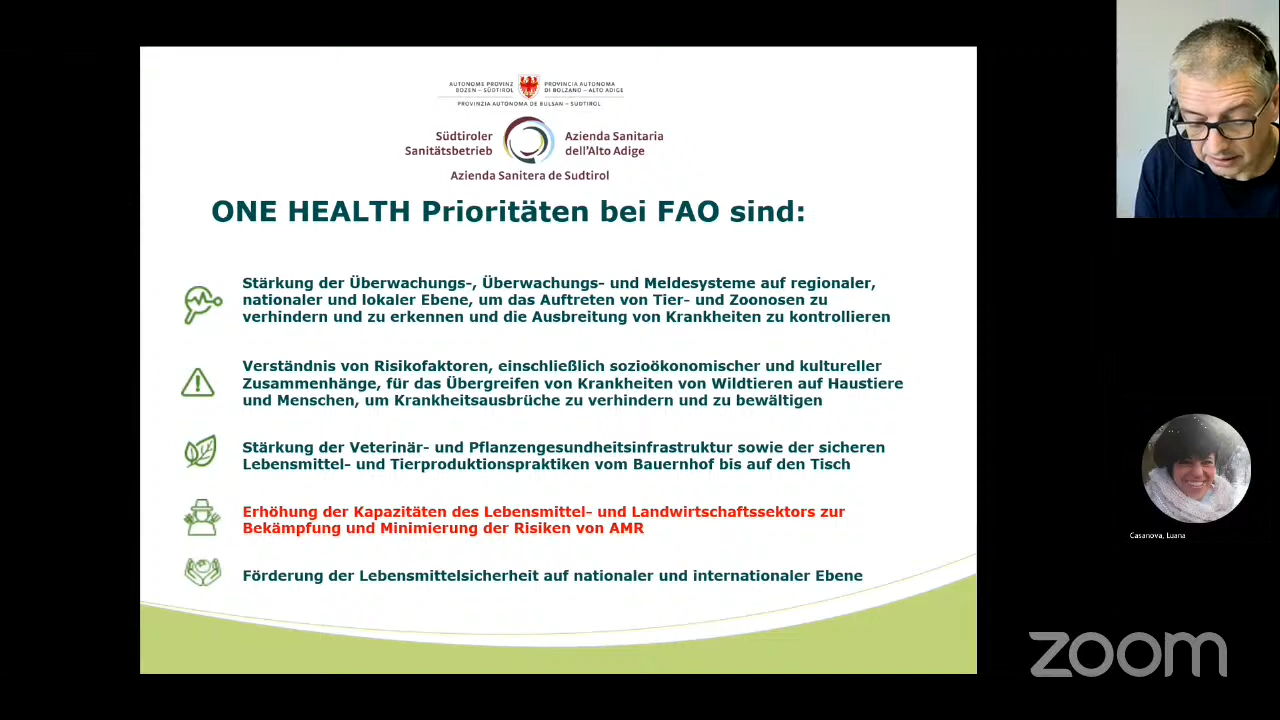 AUTONOME PROVINZ
BOZEN – SÜDTIROL
PROVINCIA AUTONOMA
DI BOLZANO – ALTO ADIGE
PROVINZIA AUTONOMA DE BULSAN – SUDTIROL
Südtiroler
Sanitätsbetrieb
Azienda Sanitaria
dell'Alto Adige
Azienda Sanitera de Sudtirol
ONE HEALTH Prioritäten bei FAO sind:
Stärkung der Überwachungs-, Überwachungs- und Meldesysteme auf regionaler,
nationaler und lokaler Ebene, um das Auftreten von Tier- und Zoonosen zu
verhindern und zu erkennen und die Ausbreitung von Krankheiten zu kontrollieren
Verständnis von Risikofaktoren, einschließlich sozioökonomischer und kultureller
Zusammenhänge, für das Übergreifen von Krankheiten von Wildtieren auf Haustiere
und Menschen, um Krankheitsausbrüche zu verhindern und zu bewältigen
Stärkung der Veterinär- und Pflanzengesundheitsinfrastruktur sowie der sicheren
Lebensmittel- und Tierproduktionspraktiken vom Bauernhof bis auf den Tisch
Erhöhung der Kapazitäten des Lebensmittel- und Landwirtschaftssektors zur
Bekämpfung und Minimierung der Risiken von AMR
Förderung der Lebensmittelsicherheit auf nationaler und internationaler Ebene
Casanova, Luana
zoom